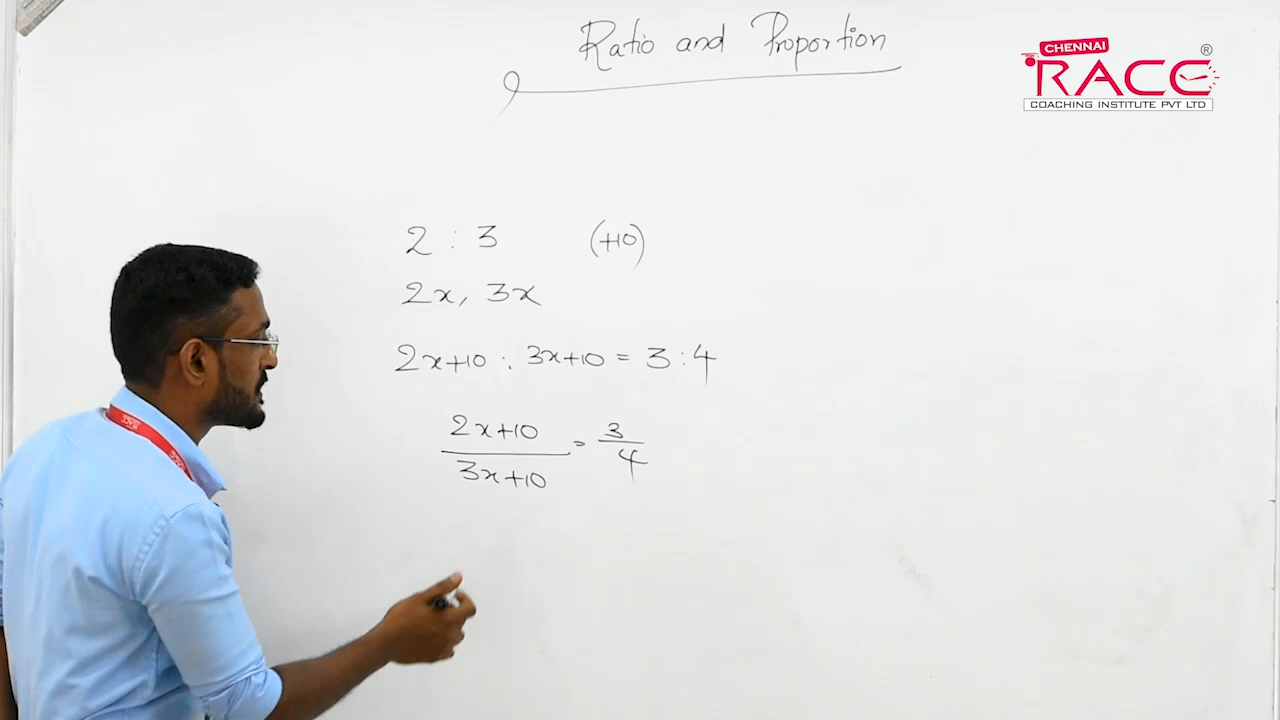 Ratio and Proportion
CHENNAI
RACE ®
COACHING INSTITUTE PVT LTD
2 : 3 (+10)
2x, 3x
2x+10 : 3x+10 = 3:4
2x+10 = 3
3x+10 4
RACE